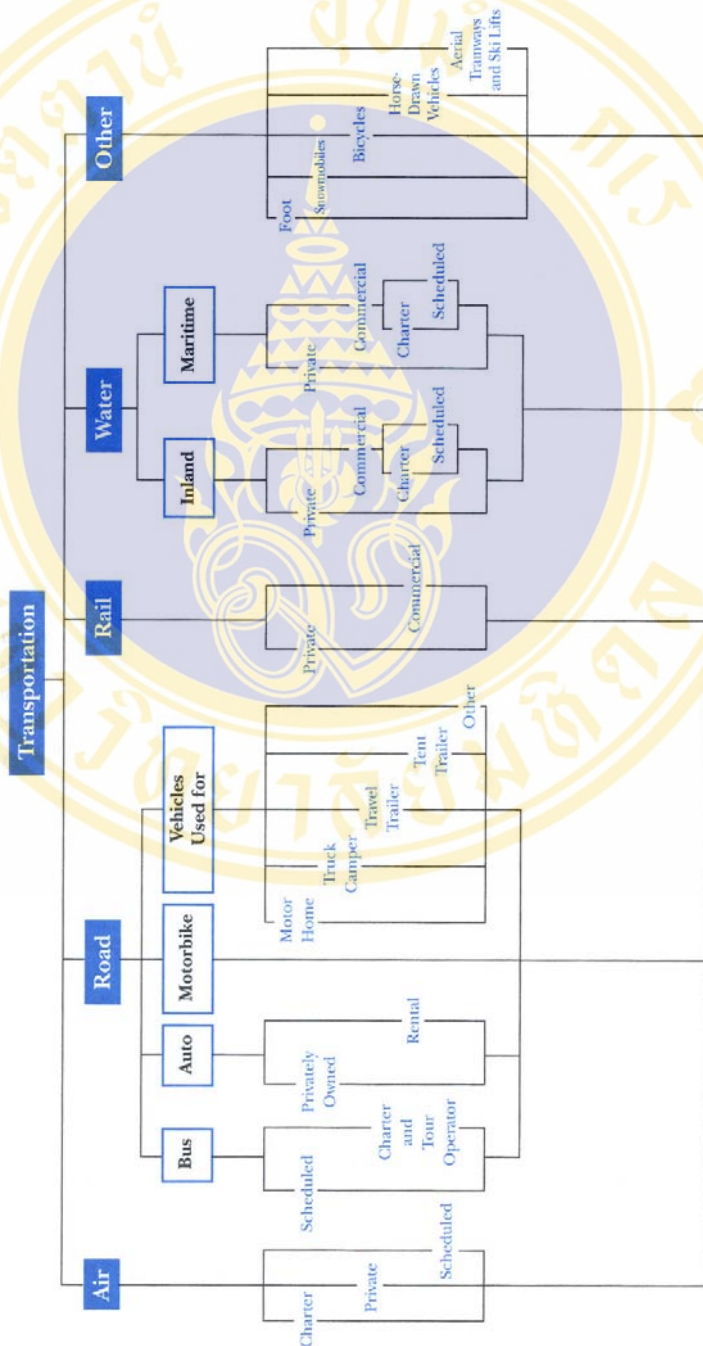 Transportation
Air
Road
Rail
Water
Other
Bus
Auto
Motorbike
Vehicles
Used for
Inland
Maritime
Charter
Private
Scheduled
Scheduled
Charter
and
Tour
Operator
Privately
Owned
Rental
Motor
Home
Truck
Camper
Travel
Trailer
Tent
Trailer
Other
Private
Commercial
Private
Commercial
Charter
Scheduled
Private
Commercial
Charter
Scheduled
Foot
Snowmobiles
Bicycles
Horse-
Drawn
Vehicles
Aerial
Tramways
and Ski Lifts